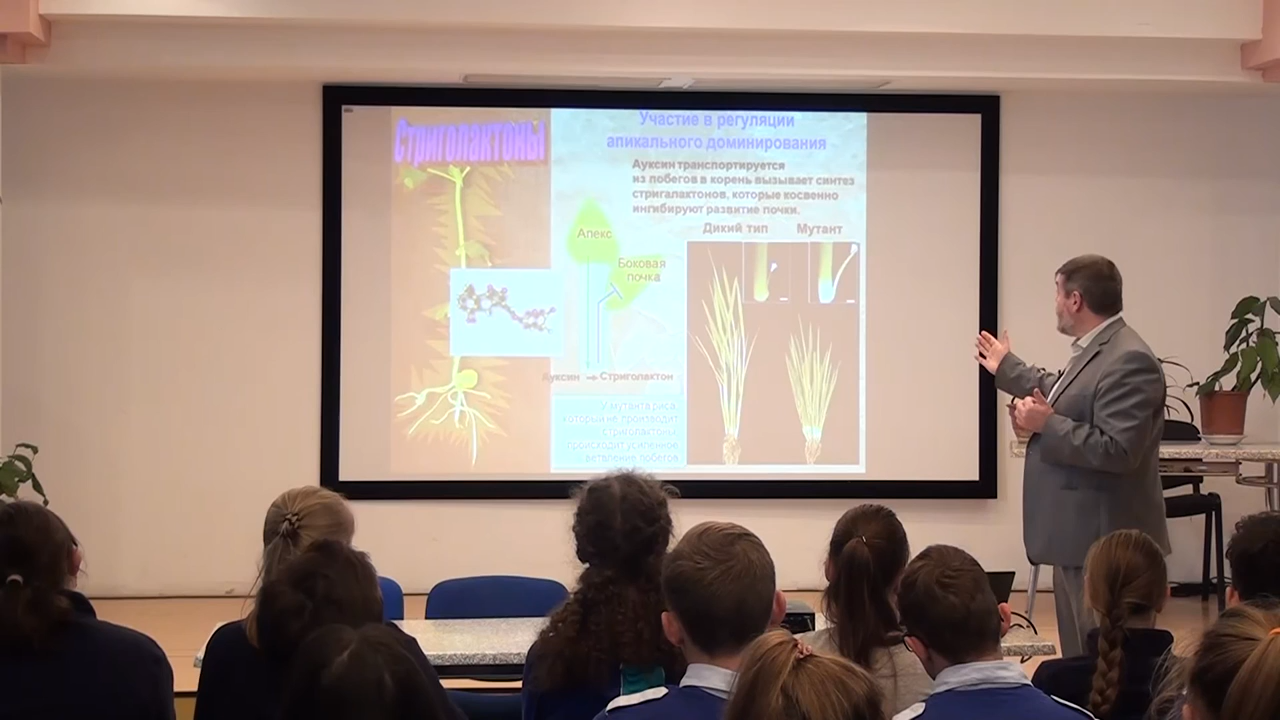 Стриголактоны
Участие в регуляции
апикального доминирования
Ауксин транспортируется
из побегов в корень вызывает синтез
стригалактонов, которые косвенно
ингибируют развитие почки.
Дикий тип Мутант
Апекс
Боковая
почка
Ауксин Стриголактон
У мутанта риса,
который не производит
стриголактоны,
происходит усиленное
ветвление побегов